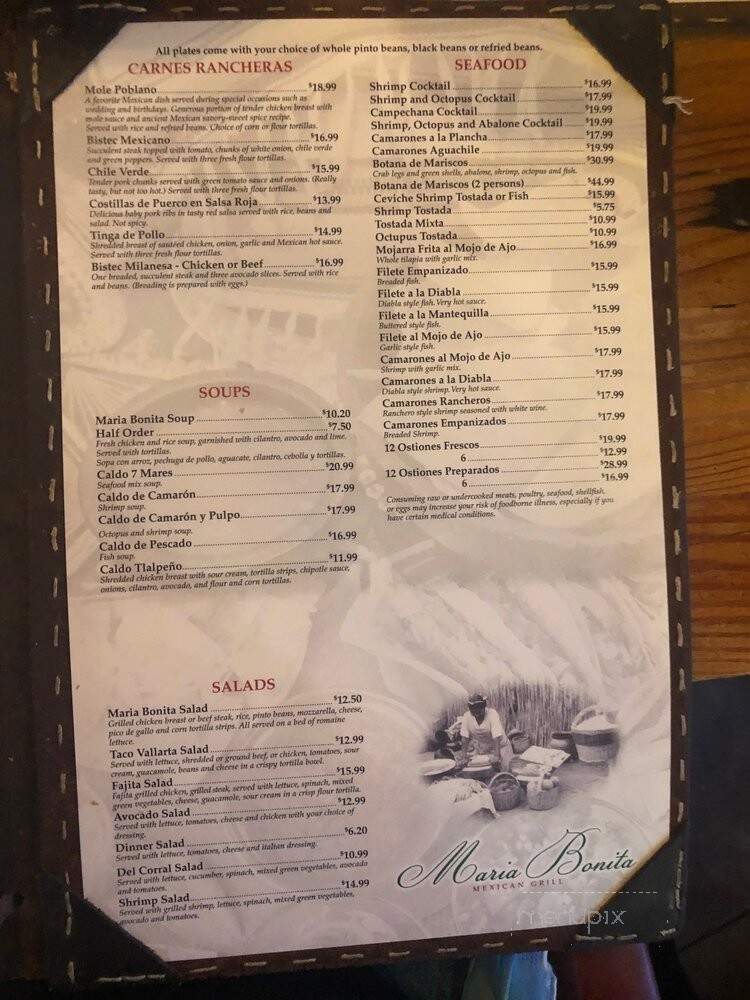 All plates come with your choice of whole pinto beans, black beans or refried beans.
CARNES RANCHERAS
Mole Poblano $18.99
A favorite Mexican dish served during special occasions such as
wedding and birthdays. Generous portion of tender chicken breast with
mole sauce and ancient Mexican savory-sweet spice recipe.
Served with rice and refried beans. Choice of corn or flour tortillas.
Bistec Mexicano $16.99
Succulent steak topped with tomato, chunks of white onion, chile verde
and green peppers. Served with three fresh flour tortillas.
Chile Verde $15.99
Tender pork chunks served with green tomato sauce and onions. (Really
tasty, but not too hot.) Served with three fresh flour tortillas.
Costillas de Puerco en Salsa Roja $13.99
Delicious baby pork ribs in tasty red salsa served with rice, beans and
salad. Not spicy.
Tinga de Pollo $14.99
Shredded breast of sautéed chicken, onion, garlic and Mexican hot sauce.
Served with three fresh flour tortillas.
Bistec Milanesa - Chicken or Beef $16.99
One breaded, succulent steak and three avocado slices. Served with rice
and beans. (Breading is prepared with eggs.)
SOUPS
Maria Bonita Soup $10.20
Half Order $7.50
Fresh chicken and rice soup, garnished with cilantro, avocado and lime.
Served with tortillas.
Sopa con arroz, pechuga de pollo, aguacate, cilantro, cebolla y tortillas.
Caldo 7 Mares $20.99
Seafood mix soup.
Caldo de Camarón $17.99
Shrimp soup.
Caldo de Camarón y Pulpo $17.99
Octopus and shrimp soup.
Caldo de Pescado $16.99
Fish soup.
Caldo Tlalpeño $11.99
Shredded chicken breast with sour cream, tortilla strips, chipotle sauce,
onions, cilantro, avocado, and flour and corn tortillas.
SALADS
Maria Bonita Salad $12.50
Grilled chicken breast or beef steak, rice, pinto beans, mozzarella, cheese,
pico de gallo and corn tortilla strips. All served on a bed of romaine
lettuce.
Taco Vallarta Salad $12.99
Served with lettuce, shredded or ground beef, or chicken, tomatoes, sour
cream, guacamole, beans and cheese in a crispy tortilla bowl.
Fajita Salad $15.99
Fajita grilled chicken, grilled steak, served with lettuce, spinach, mixed
green vegetables, cheese, guacamole, sour cream in a crisp flour tortilla.
Avocado Salad $12.99
Served with lettuce, tomatoes, cheese and chicken with your choice of
dressing.
Dinner Salad $6.20
Served with lettuce, tomatoes, cheese and italian dressing.
Del Corral Salad $10.99
Served with lettuce, cucumber, spinach, mixed green vegetables, avocado
and tomatoes.
Shrimp Salad $14.99
Served with grilled shrimp, lettuce, spinach, mixed green vegetables,
avocado and tomatoes.
SEAFOOD
Shrimp Cocktail $16.99
Shrimp and Octopus Cocktail $17.99
Campechana Cocktail $19.99
Shrimp, Octopus and Abalone Cocktail $19.99
Camarones a la Plancha $17.99
Camarones Aguachile $19.99
Botana de Mariscos $30.99
Crab legs and green shells, abalone, shrimp, octopus and fish.
Botana de Mariscos (2 persons) $44.99
Ceviche Shrimp Tostada or Fish $15.99
Shrimp Tostada $5.75
Tostada Mixta $10.99
Octupus Tostada $10.99
Mojarra Frita al Mojo de Ajo $16.99
Whole tilapia with garlic mix.
Filete Empanizado $15.99
Breaded fish.
Filete a la Diabla $15.99
Diabla style fish. Very hot sauce.
Filete a la Mantequilla $15.99
Buttered style fish.
Filete al Mojo de Ajo $15.99
Garlic style fish.
Camarones al Mojo de Ajo $17.99
Shrimp with garlic mix.
Camarones a la Diabla $17.99
Diabla style shrimp. Very hot sauce.
Camarones Rancheros $17.99
Ranchero style shrimp seasoned with white wine.
Camarones Empanizados $17.99
Breaded Shrimp.
12 Ostiones Frescos $19.99
6 $12.99
12 Ostiones Preparados $28.99
6 $16.99
Consuming raw or undercooked meats, poultry, seafood, shellfish,
or eggs may increase your risk of foodborne illness, especially if you
have certain medical conditions.
Maria Bonita
MEXICAN GRILL
menupix